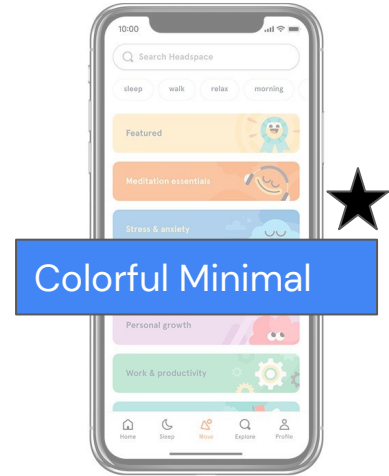 10:00
Search Headspace
sleep walk relax morning
Featured
Meditation essentials
Stress & anxiety
Colorful Minimal
Personal growth
Work & productivity
Home Sleep Move Explore Profile